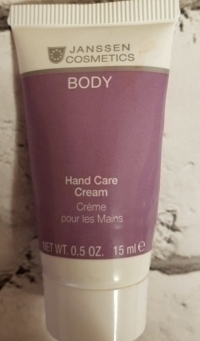 JANSSEN
COSMETICS
BODY
Hand Care
Cream
Crème
pour les Mains
NET WT. 0.5 OZ. 15 ml ℮